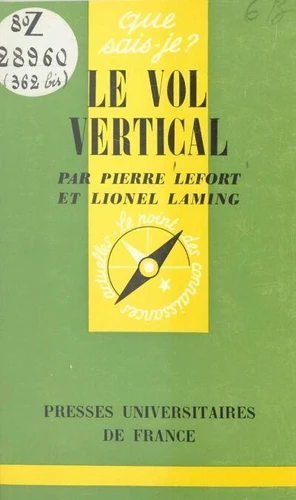 8º Z
28960
(362 bis)
6B
que
sais-je?
LE VOL
VERTICAL
PAR PIERRE LEFORT
ET LIONEL LAMING
Le point des connaissances actuelles
PRESSES UNIVERSITAIRES
DE FRANCE